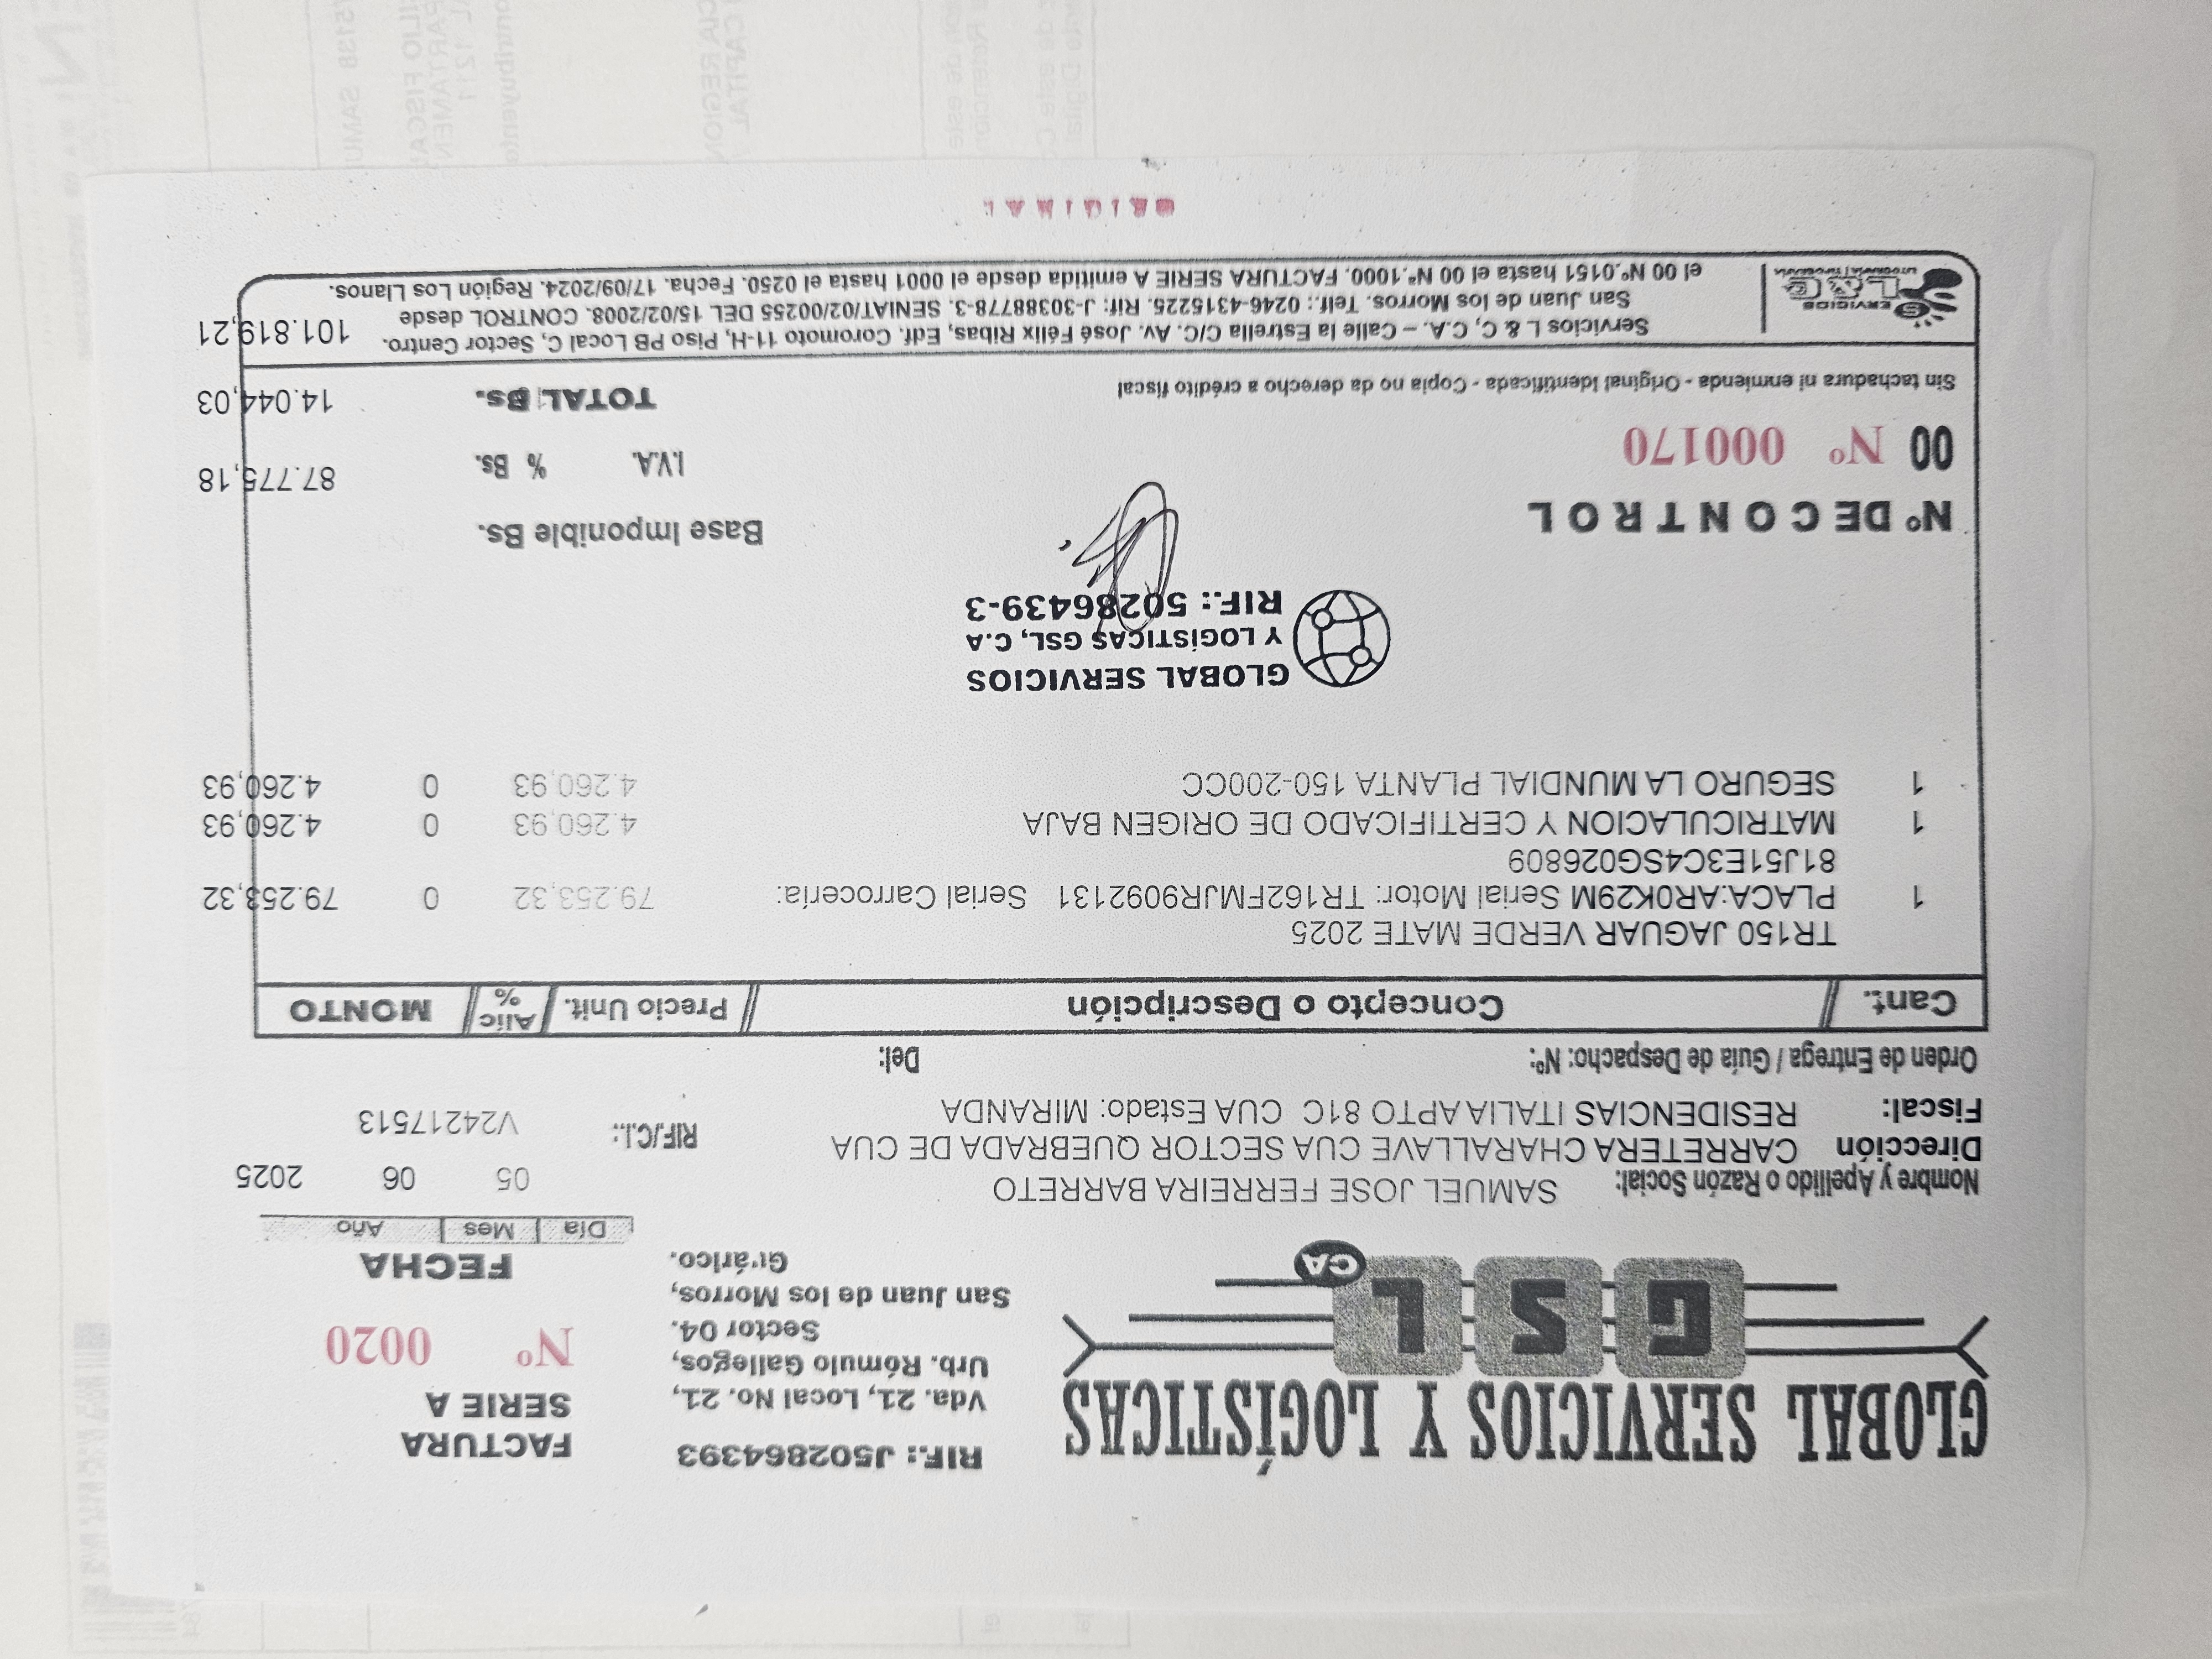 GLOBAL SERVICIOS Y LOGÍSTICAS
GSL CA
RIF.: J502864393
Vda. 21, Local No. 21,
Urb. Rómulo Gallegos,
Sector 04.
San Juan de los Morros,
Guárico.
FACTURA
SERIE A
Nº 0020
FECHA
Día Mes Año
05 06 2025
Nombre y Apellido o Razón Social: SAMUEL JOSE FERREIRA BARRETO
Dirección CARRETERA CHARALLAVE CUA SECTOR QUEBRADA DE CUA
Fiscal: RESIDENCIAS ITALIA APTO 81C CUA Estado: MIRANDA
RIF/C.I.: V24217513
Orden de Entrega / Guía de Despacho: Nº: Del:
Cant. Concepto o Descripción Precio Unit. Alic % MONTO
TR150 JAGUAR VERDE MATE 2025
1 PLACA:AR0K29M Serial Motor: TR162FMJR9092131 Serial Carrocería: 79.253,32 0 79.253,32
81J51E3C4SG026809
1 MATRICULACION Y CERTIFICADO DE ORIGEN BAJA 4.260,93 0 4.260,93
1 SEGURO LA MUNDIAL PLANTA 150-200CC 4.260,93 0 4.260,93
GLOBAL SERVICIOS
Y LOGÍSTICAS GSL, C.A
RIF.: 50286439-3
Nº DE CONTROL
00 Nº 000170
Base Imponible Bs.
87.775,18
I.V.A. % Bs.
14.044,03
TOTAL Bs.
101.819,21
Sin tachadura ni enmienda - Original Identificada - Copia no da derecho a crédito fiscal
SERVICIOS L&C
Servicios L & C, C.A. – Calle la Estrella C/C. Av. José Félix Ribas, Edf. Coromoto 11-H, Piso PB Local C, Sector Centro.
San Juan de los Morros. Telf.: 0246-4315225. Rif: J-30388778-3. SENIAT/02/00255 DEL 15/02/2008. CONTROL desde
el 00 Nº.0151 hasta el 00 Nº.1000. FACTURA SERIE A emitida desde el 0001 hasta el 0250. Fecha. 17/09/2024. Región Los Llanos.
ORIGINAL